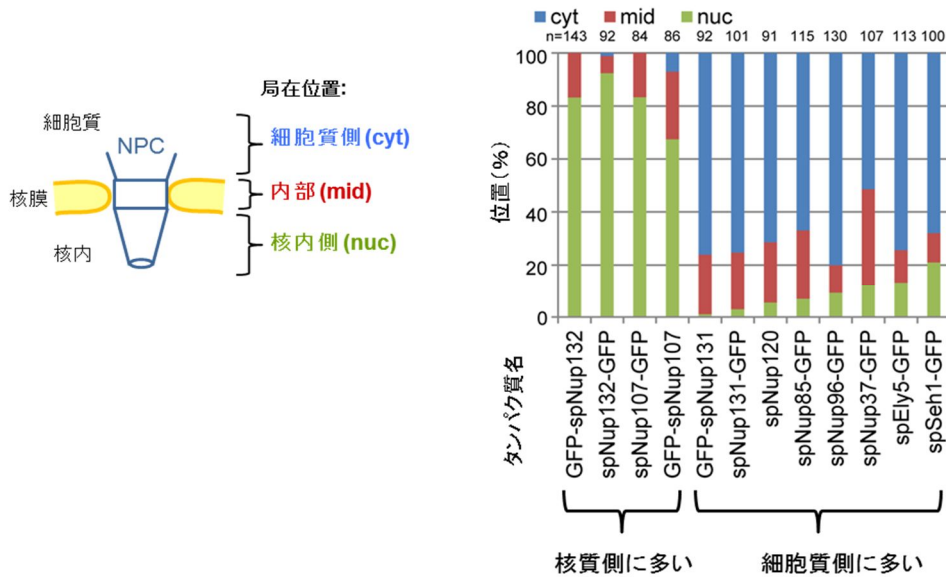 局在位置:
細胞質
NPC
核膜
核内
細胞質側 (cyt)
内部 (mid)
核内側 (nuc)
cyt mid nuc
n=143 92 84 86 92 101 91 115 130 107 113 100
位置(%)
100
80
60
40
20
0
タンパク質名
GFP-spNup132
spNup132-GFP
spNup107-GFP
GFP-spNup107
GFP-spNup131
spNup131-GFP
spNup120
spNup85-GFP
spNup96-GFP
spNup37-GFP
spEly5-GFP
spSeh1-GFP
核質側に多い
細胞質側に多い